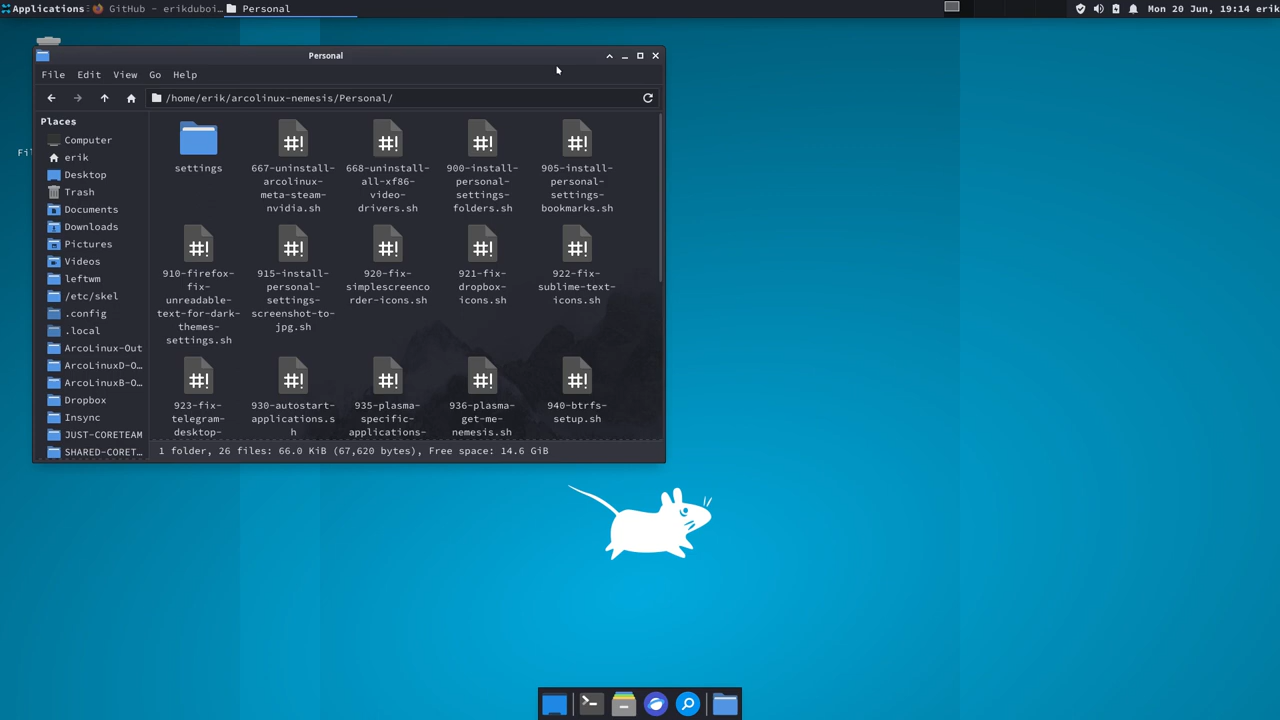 Applications
GitHub - erikduboi...
Personal
Mon 20 Jun, 19:14 erik
Personal
File Edit View Go Help
/home/erik/arcolinux-nemesis/Personal/
Places
Computer
erik
Desktop
Trash
Documents
Downloads
Pictures
Videos
leftwm
/etc/skel
.config
.local
ArcoLinux-Out
ArcoLinuxD-O...
ArcoLinuxB-O...
Dropbox
Insync
JUST-CORETEAM
SHARED-CORET...
settings
667-uninstall-
arcolinux-
meta-steam-
nvidia.sh
668-uninstall-
all-xf86-
video-
drivers.sh
900-install-
personal-
settings-
folders.sh
905-install-
personal-
settings-
bookmarks.sh
910-firefox-
fix-
unreadable-
text-for-dark-
themes-
settings.sh
915-install-
personal-
settings-
screenshot-to-
jpg.sh
920-fix-
simplescreenco
rder-icons.sh
921-fix-
dropbox-
icons.sh
922-fix-
sublime-text-
icons.sh
923-fix-
telegram-
desktop-
930-autostart-
applications.s
h
935-plasma-
specific-
applications-
936-plasma-
get-me-
nemesis.sh
940-btrfs-
setup.sh
1 folder, 26 files: 66.0 KiB (67,620 bytes), Free space: 14.6 GiB
Fil